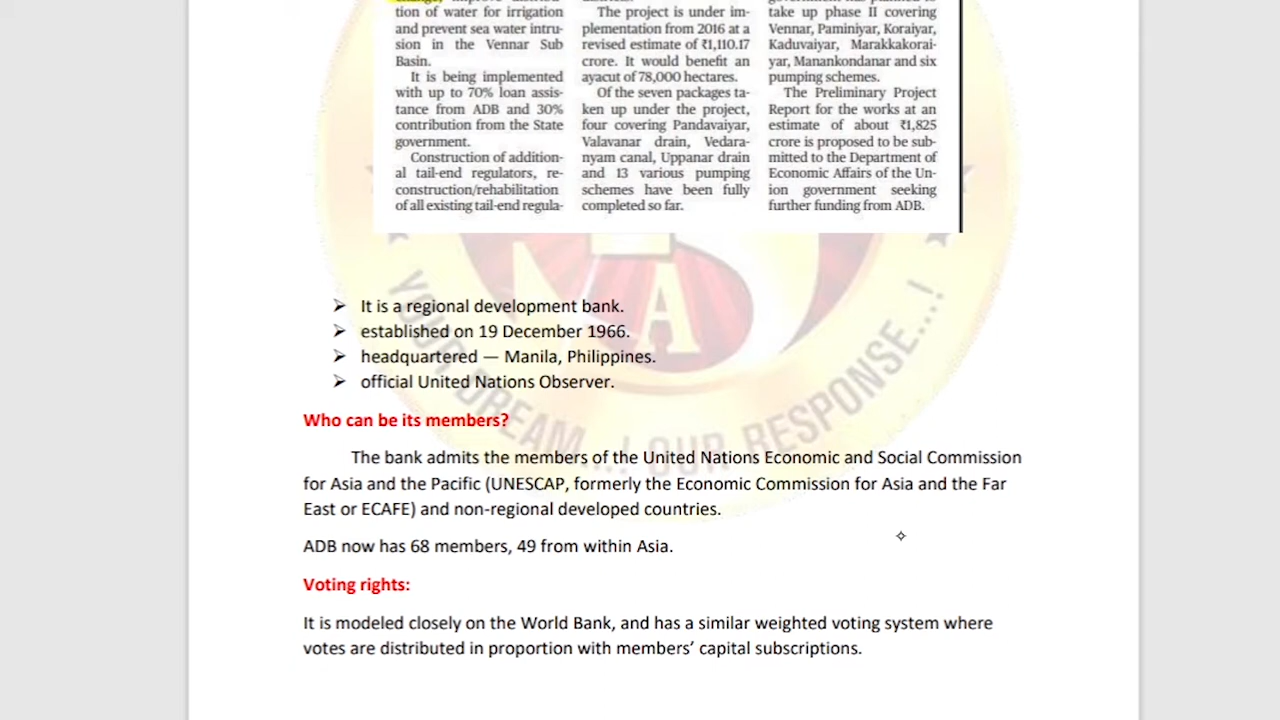 tion of water for irrigation
and prevent sea water intru-
sion in the Vennar Sub
Basin.
It is being implemented
with up to 70% loan assis-
tance from ADB and 30%
contribution from the State
government.
Construction of addition-
al tail-end regulators, re-
construction/rehabilitation
of all existing tail-end regula-
The project is under im-
plementation from 2016 at a
revised estimate of ₹1,110.17
crore. It would benefit an
ayacut of 78,000 hectares.
Of the seven packages ta-
ken up under the project,
four covering Pandavaiyar,
Valavanar drain, Vedara-
nyam canal, Uppanar drain
and 13 various pumping
schemes have been fully
completed so far.
take up phase II covering
Vennar, Paminiyar, Koraiyar,
Kaduvaiyar, Marakkakorai-
yar, Manankondanar and six
pumping schemes.
The Preliminary Project
Report for the works at an
estimate of about ₹1,825
crore is proposed to be sub-
mitted to the Department of
Economic Affairs of the Un-
ion government seeking
further funding from ADB.
➢ It is a regional development bank.
➢ established on 19 December 1966.
➢ headquartered — Manila, Philippines.
➢ official United Nations Observer.
Who can be its members?
The bank admits the members of the United Nations Economic and Social Commission
for Asia and the Pacific (UNESCAP, formerly the Economic Commission for Asia and the Far
East or ECAFE) and non-regional developed countries.
ADB now has 68 members, 49 from within Asia.
Voting rights:
It is modeled closely on the World Bank, and has a similar weighted voting system where
votes are distributed in proportion with members’ capital subscriptions.
YOUR DREAM...! OUR RESPONSE....!